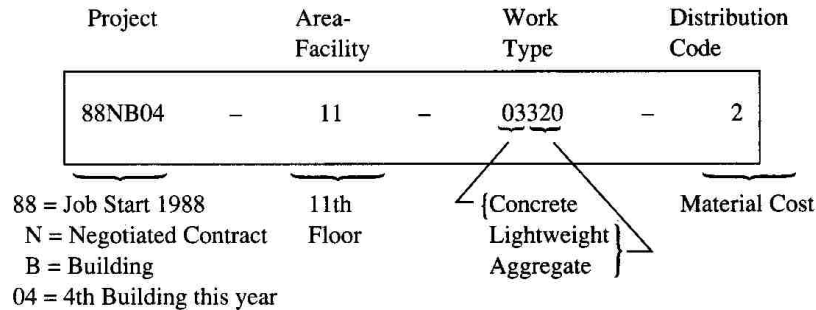 Project Area- Work Distribution
Facility Type Code
88NB04 – 11 – 03320 – 2
88 = Job Start 1988 11th {Concrete Material Cost
N = Negotiated Contract Floor Lightweight}
B = Building Aggregate
04 = 4th Building this year